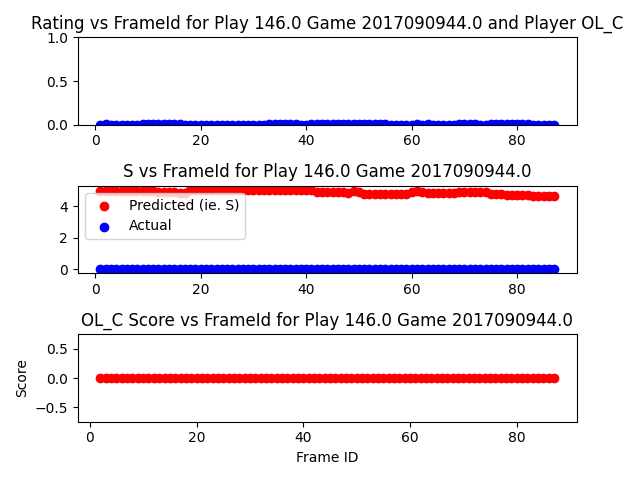 Rating vs FrameId for Play 146.0 Game 2017090944.0 and Player OL_C
1.0
0.5
0.0
0 20 40 60 80
S vs FrameId for Play 146.0 Game 2017090944.0
4
2
0
Predicted (ie. S)
Actual
0 20 40 60 80
OL_C Score vs FrameId for Play 146.0 Game 2017090944.0
Score
0.5
0.0
−0.5
0 20 40 60 80
Frame ID